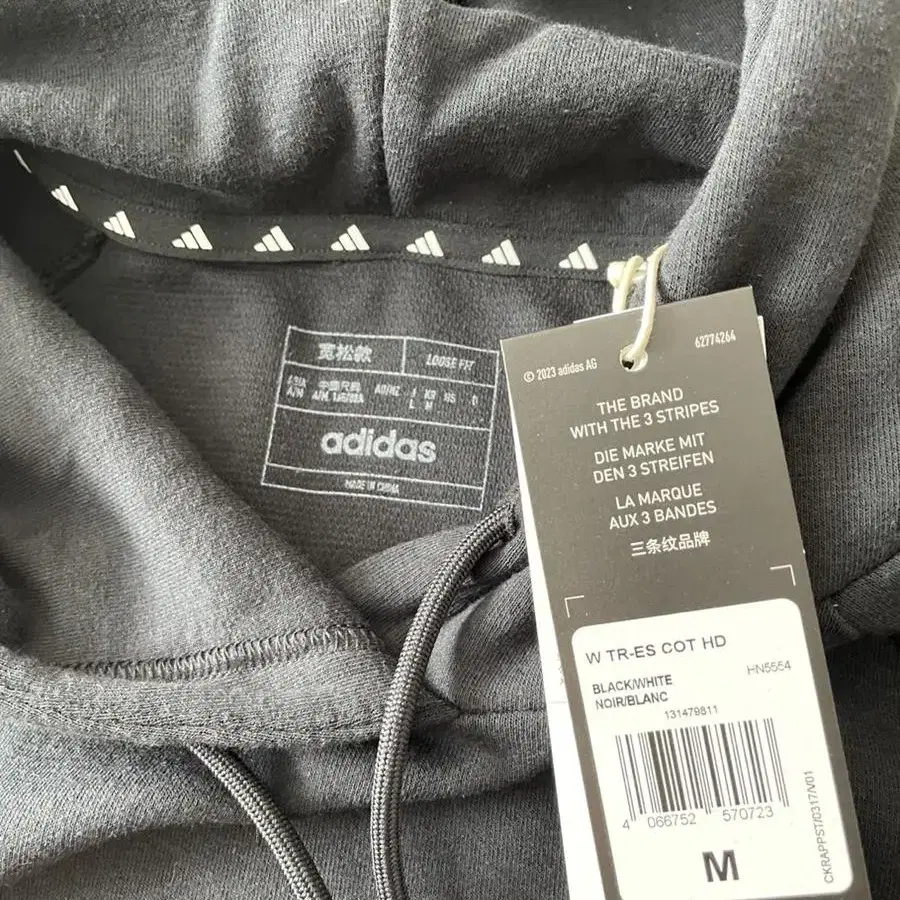 宽松款 LOOSE FIT
adidas
MADE IN CHINA
62774264
© 2023 adidas AG
THE BRAND
WITH THE 3 STRIPES
DIE MARKE MIT
DEN 3 STREIFEN
LA MARQUE
AUX 3 BANDES
三条纹品牌
W TR-ES COT HD
HN5554
BLACK/WHITE
NOIR/BLANC
131479811
4 066752 570723
CKRAPPST/0317/V01
M